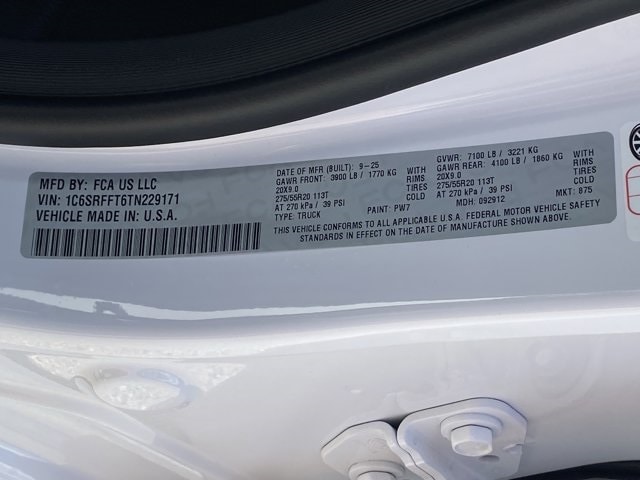 MFD BY: FCA US LLC
VIN: 1C6SRFFT6TN229171
VEHICLE MADE IN U.S.A.
DATE OF MFR (BUILT): 9-25
GAWR FRONT: 3900 LB / 1770 KG WITH
20X9.0 RIMS
275/55R20 113T TIRES
AT 270 kPa / 39 PSI COLD
TYPE: TRUCK PAINT: PW7
GVWR: 7100 LB / 3221 KG
GAWR REAR: 4100 LB / 1860 KG WITH
20X9.0 RIMS
275/55R20 113T TIRES
AT 270 kPa / 39 PSI COLD
MDH: 092912 MKT: 875
THIS VEHICLE CONFORMS TO ALL APPLICABLE U.S.A. FEDERAL MOTOR VEHICLE SAFETY
STANDARDS IN EFFECT ON THE DATE OF MANUFACTURE SHOWN ABOVE